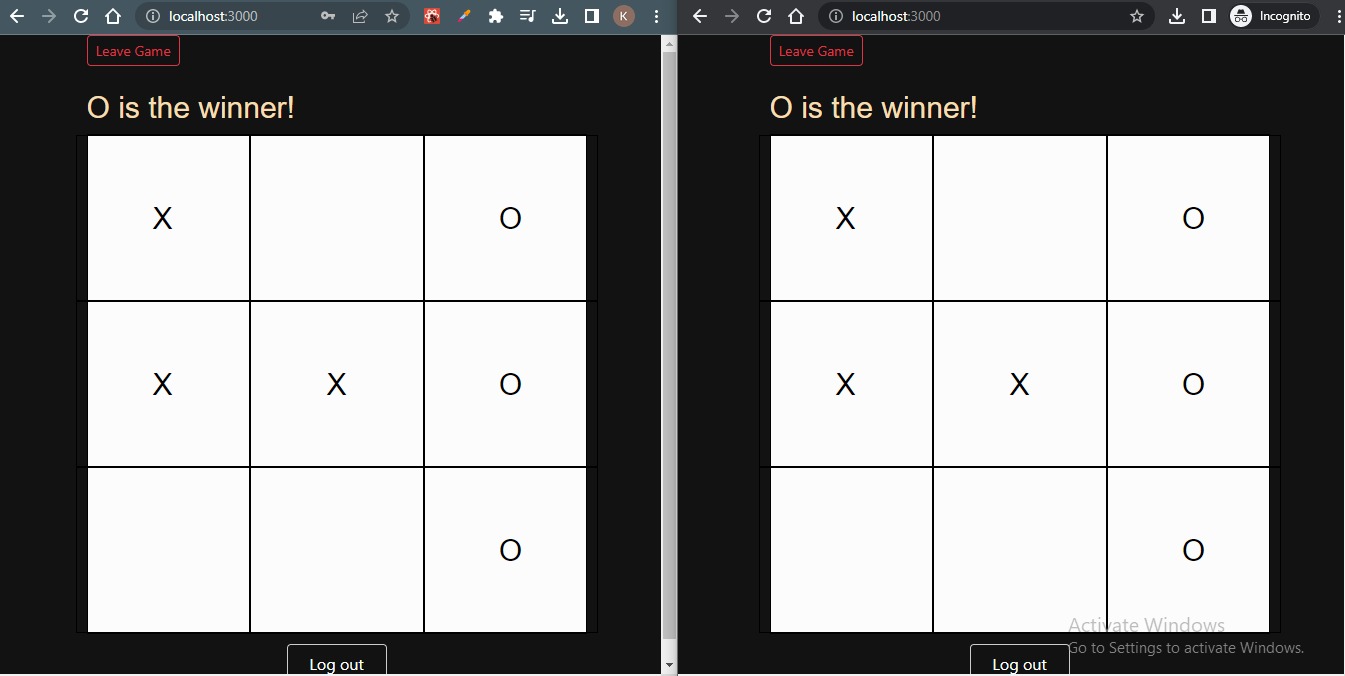 localhost:3000
K
Leave Game
O is the winner!
X O
X X O
O
Log out
localhost:3000
Incognito
Leave Game
O is the winner!
X O
X X O
O
Log out
Activate Windows
Go to Settings to activate Windows.